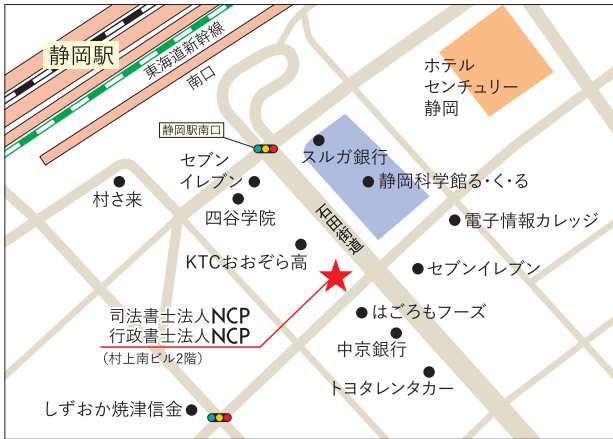 静岡駅
東海道新幹線
南口
ホテル
センチュリー
静岡
静岡駅南口
セブン
イレブン
スルガ銀行
静岡科学館る・く・る
村さ来
四谷学院
石田街道
電子情報カレッジ
KTCおおぞら高
セブンイレブン
司法書士法人NCP
行政書士法人NCP
(村上南ビル2階)
はごろもフーズ
中京銀行
トヨタレンタカー
しずおか焼津信金